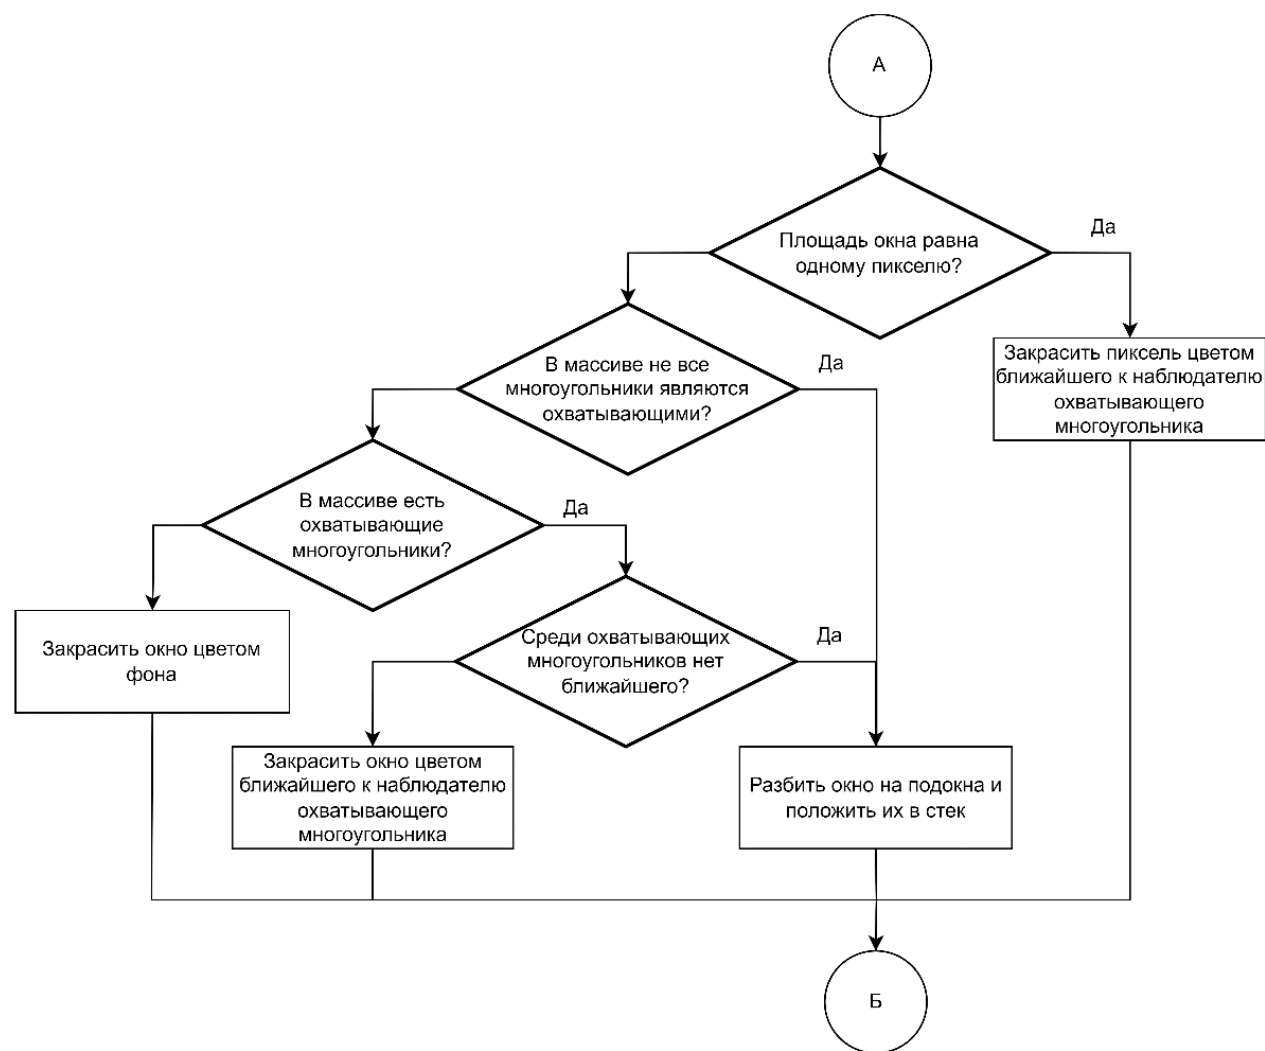 А
Площадь окна равна
одному пикселю?
Да
В массиве не все
многоугольники являются
охватывающими?
Да
Закрасить пиксель цветом
ближайшего к наблюдателю
охватывающего
многоугольника
В массиве есть
охватывающие
многоугольники?
Да
Закрасить окно цветом
фона
Среди охватывающих
многоугольников нет
ближайшего?
Да
Закрасить окно цветом
ближайшего к наблюдателю
охватывающего
многоугольника
Разбить окно на подокна и
положить их в стек
Б